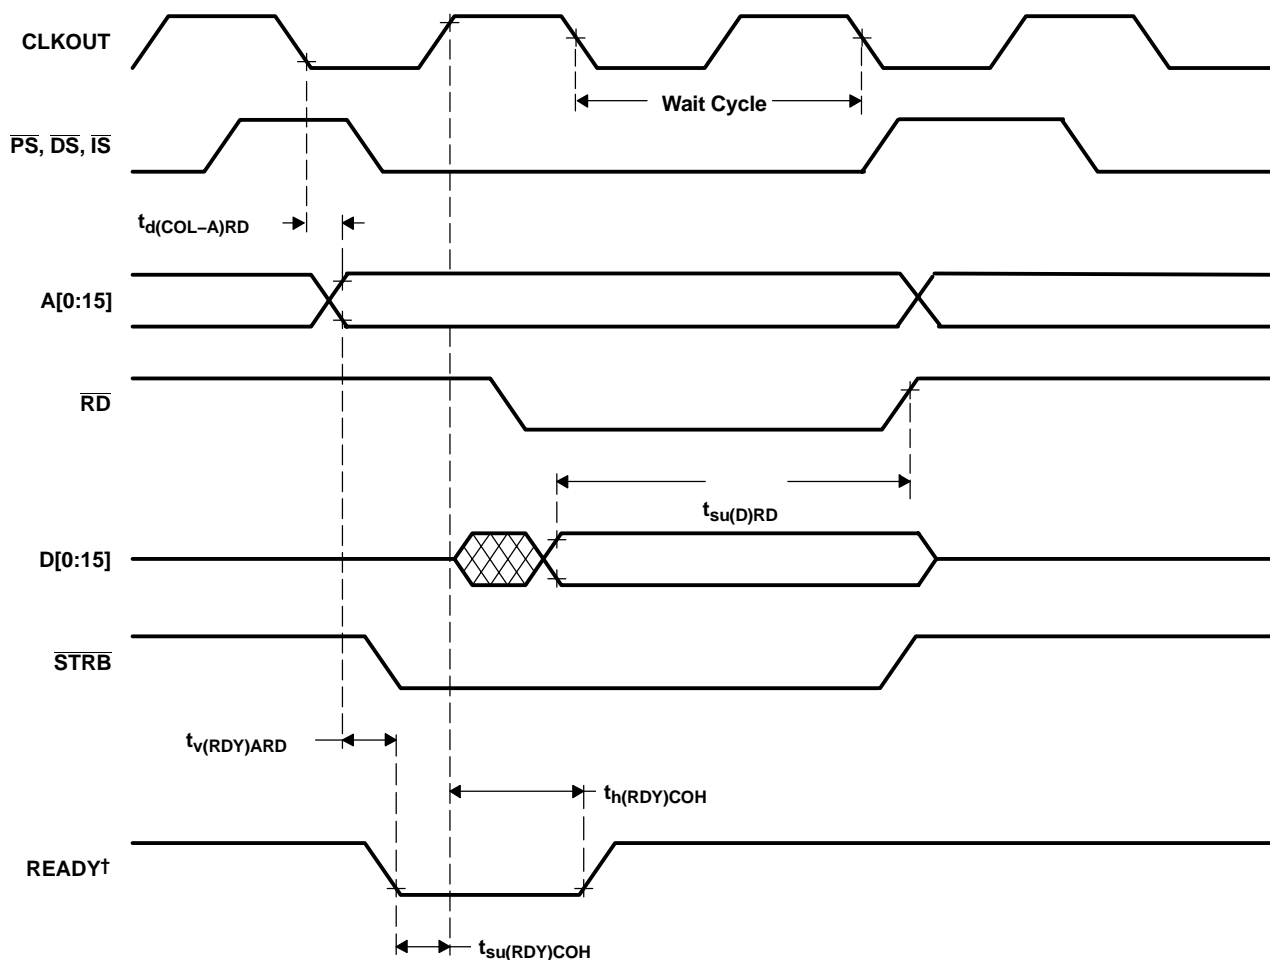 CLKOUT
Wait Cycle
PS, DS, IS
td(COL–A)RD
A[0:15]
RD
tsu(D)RD
D[0:15]
STRB
tv(RDY)ARD
th(RDY)COH
READY†
tsu(RDY)COH